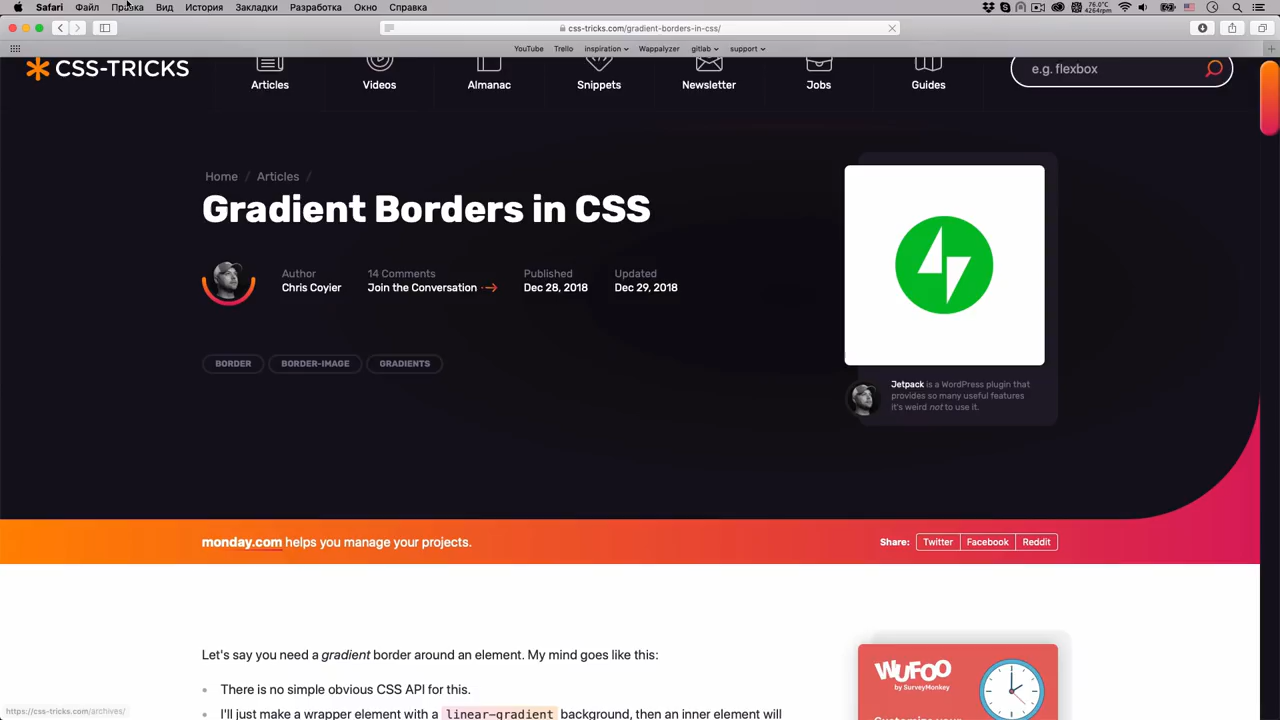 Safari Файл Правка Вид История Закладки Разработка Окно Справка
76.0°C
4264rpm
css-tricks.com/gradient-borders-in-css/
YouTube Trello inspiration Wappalyzer gitlab support
CSS-TRICKS
Articles Videos Almanac Snippets Newsletter Jobs Guides
e.g. flexbox
Home / Articles /
Gradient Borders in CSS
Author 14 Comments Published Updated
Chris Coyier Join the Conversation Dec 28, 2018 Dec 29, 2018
BORDER BORDER-IMAGE GRADIENTS
Jetpack is a WordPress plugin that
provides so many useful features
it's weird not to use it.
monday.com helps you manage your projects.
Share: Twitter Facebook Reddit
Let's say you need a gradient border around an element. My mind goes like this:
There is no simple obvious CSS API for this.
I'll just make a wrapper element with a linear-gradient background, then an inner element will
WUFOO
by SurveyMonkey
Customize your
https://css-tricks.com/archives/